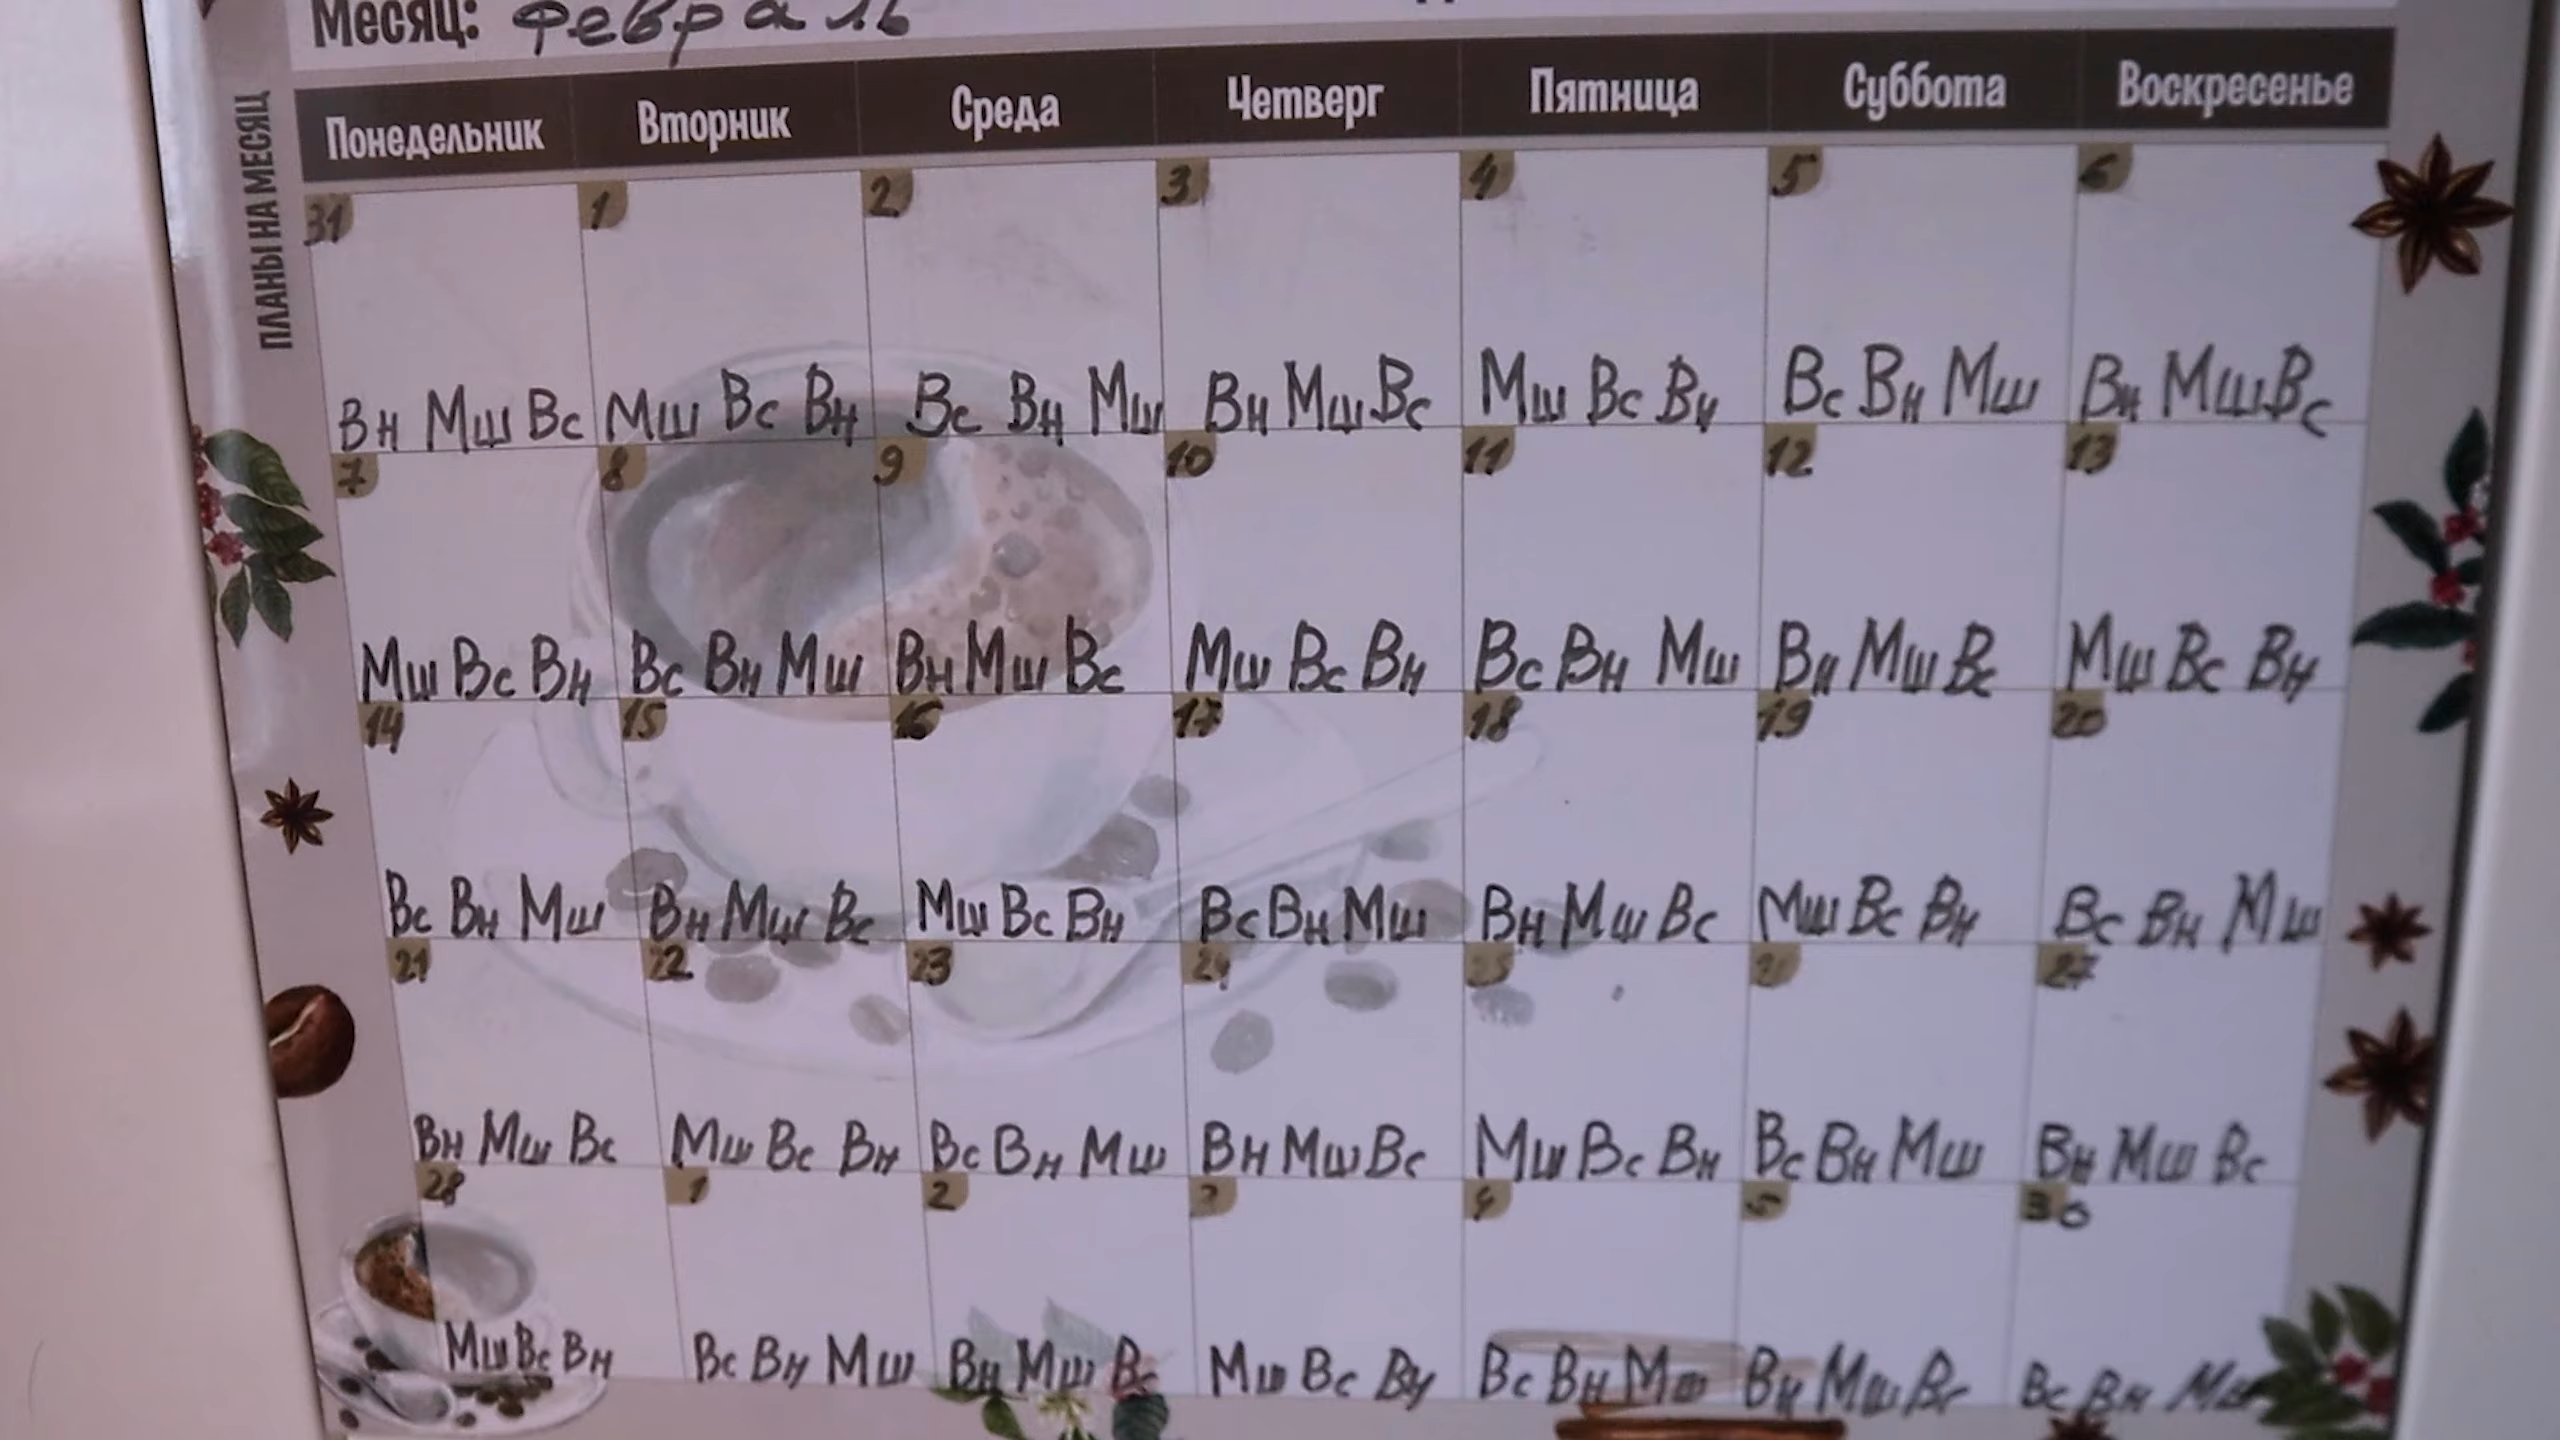 Месяц: февраль
ПЛАНЫ НА МЕСЯЦ
Понедельник Вторник Среда Четверг Пятница Суббота Воскресенье
31 1 2 3 4 5 6
Вн Мш Вс Мш Вс Вн Вс Вн Мш Вн Мш Вс Мш Вс Вн Вс Вн Мш Вн Мш Вс
7 8 9 10 11 12 13
Мш Вс Вн Вс Вн Мш Вн Мш Вс Мш Вс Вн Вс Вн Мш Вн Мш Вс Мш Вс Вн
14 15 16 17 18 19 20
Вс Вн Мш Вн Мш Вс Мш Вс Вн Вс Вн Мш Вн Мш Вс Мш Вс Вн Вс Вн Мш
21 22 23 24 25 27
Вн Мш Вс Мш Вс Вн Вс Вн Мш Вн Мш Вс Мш Вс Вн Вс Вн Мш Вн Мш Вс
28 1 2 4 5 6
Мш Вс Вн Вс Вн Мш Вн Мш Вс Мш Вс Вн Вс Вн Мш Вн Мш Вс Вс Вн Мш